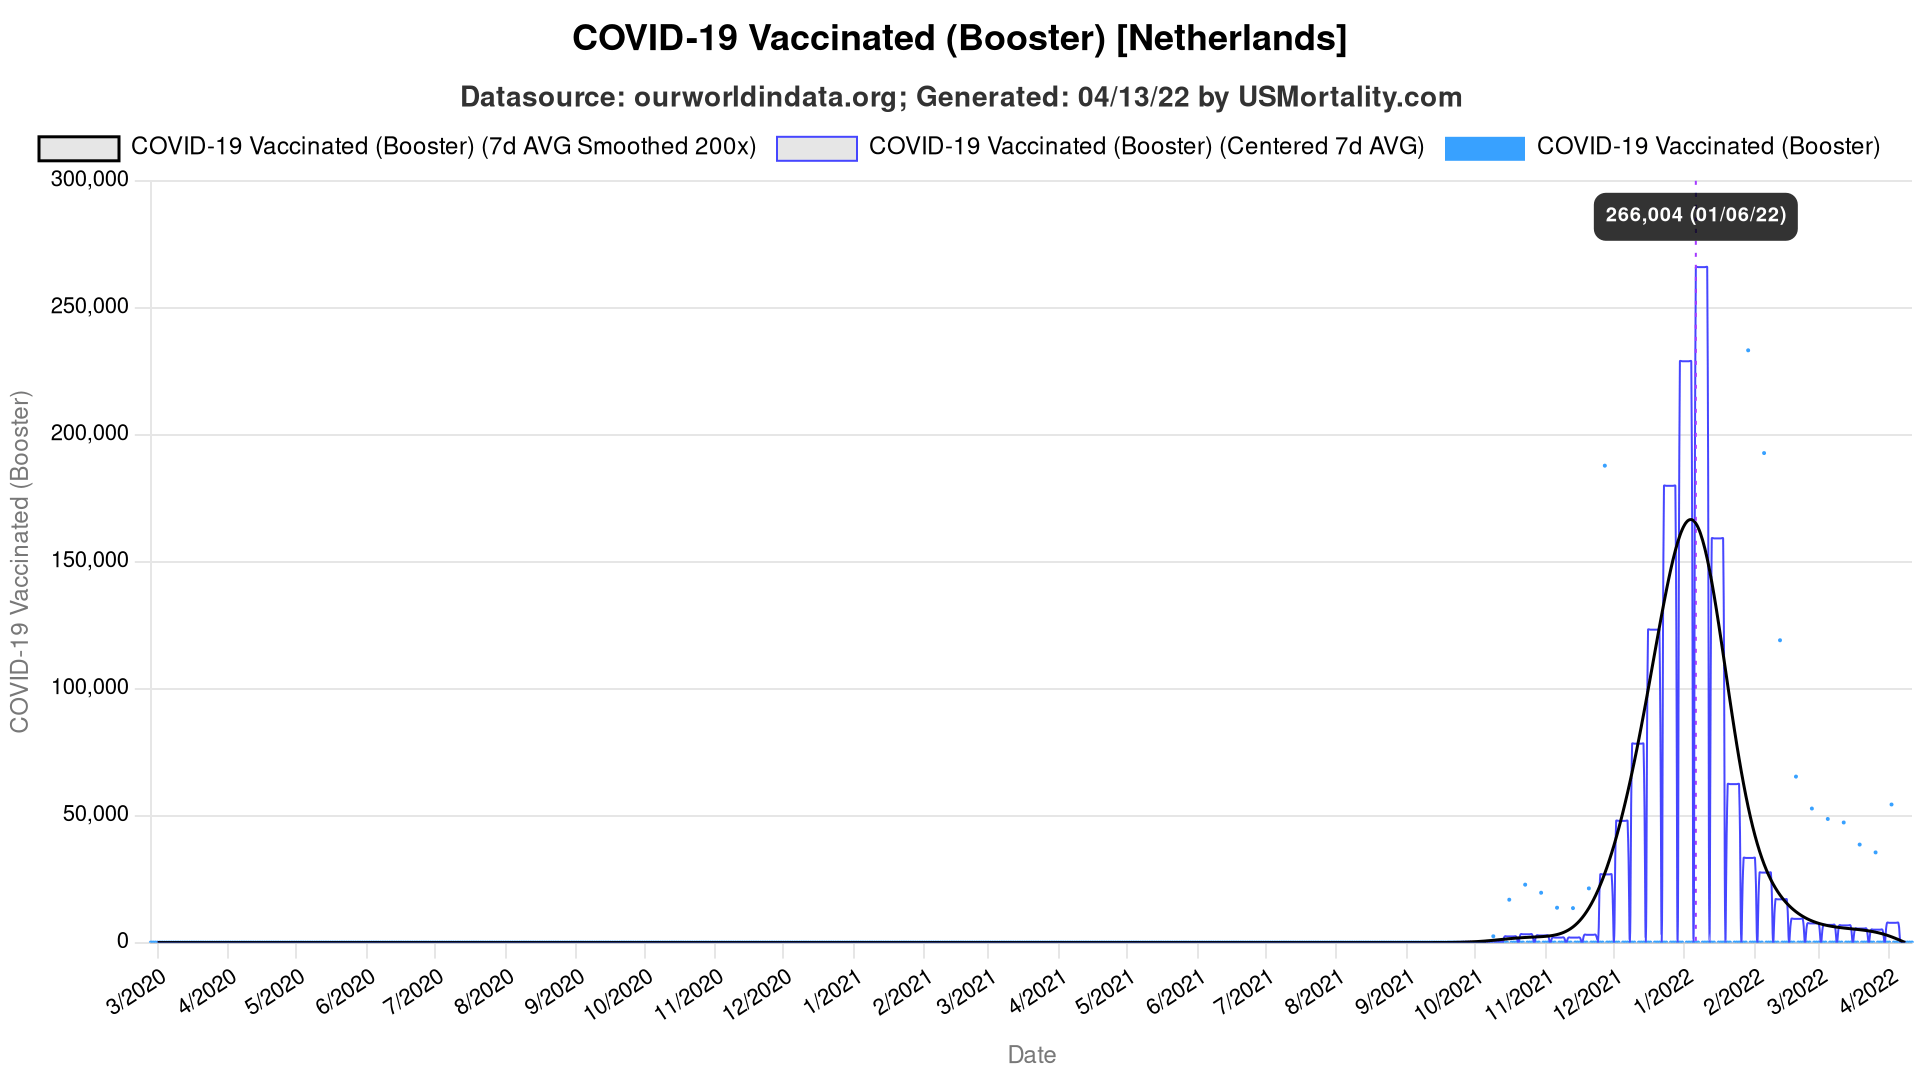 COVID-19 Vaccinated (Booster) [Netherlands]
Datasource: ourworldindata.org; Generated: 04/13/22 by USMortality.com
COVID-19 Vaccinated (Booster) (7d AVG Smoothed 200x) COVID-19 Vaccinated (Booster) (Centered 7d AVG) COVID-19 Vaccinated (Booster)
300,000
266,004 (01/06/22)
250,000
200,000
150,000
100,000
50,000
0
COVID-19 Vaccinated (Booster)
3/2020 4/2020 5/2020 6/2020 7/2020 8/2020 9/2020 10/2020 11/2020 12/2020 1/2021 2/2021 3/2021 4/2021 5/2021 6/2021 7/2021 8/2021 9/2021 10/2021 11/2021 12/2021 1/2022 2/2022 3/2022 4/2022
Date